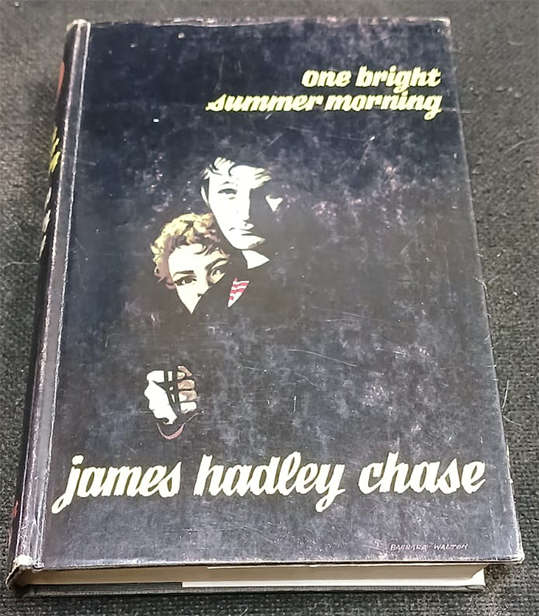 one bright
summer morning
james hadley chase
BARBARA WALTON